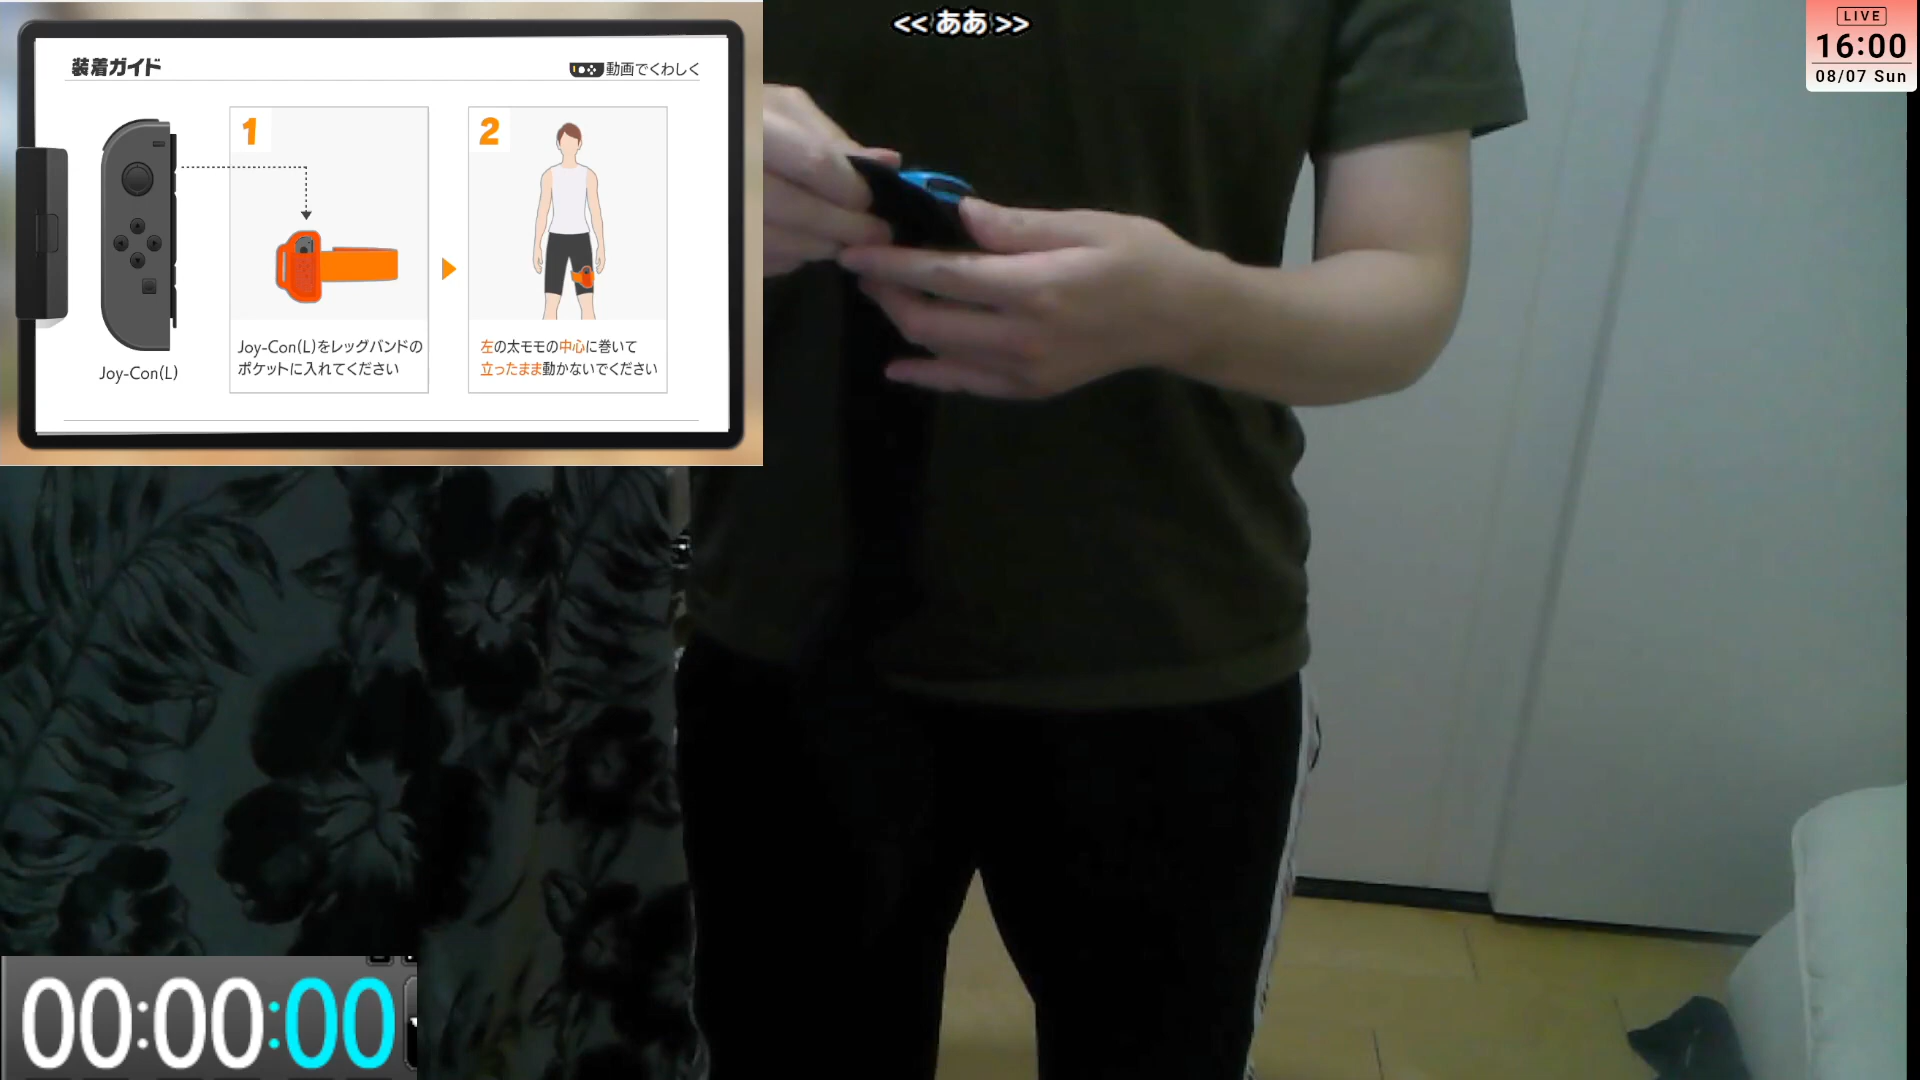 << ああ >>
LIVE
16:00
08/07 Sun
装着ガイド
動画でくわしく
1
2
Joy-Con(L)をレッグバンドの
ポケットに入れてください
左の太モモの中心に巻いて
立ったまま動かないでください
Joy-Con(L)
00:00:00